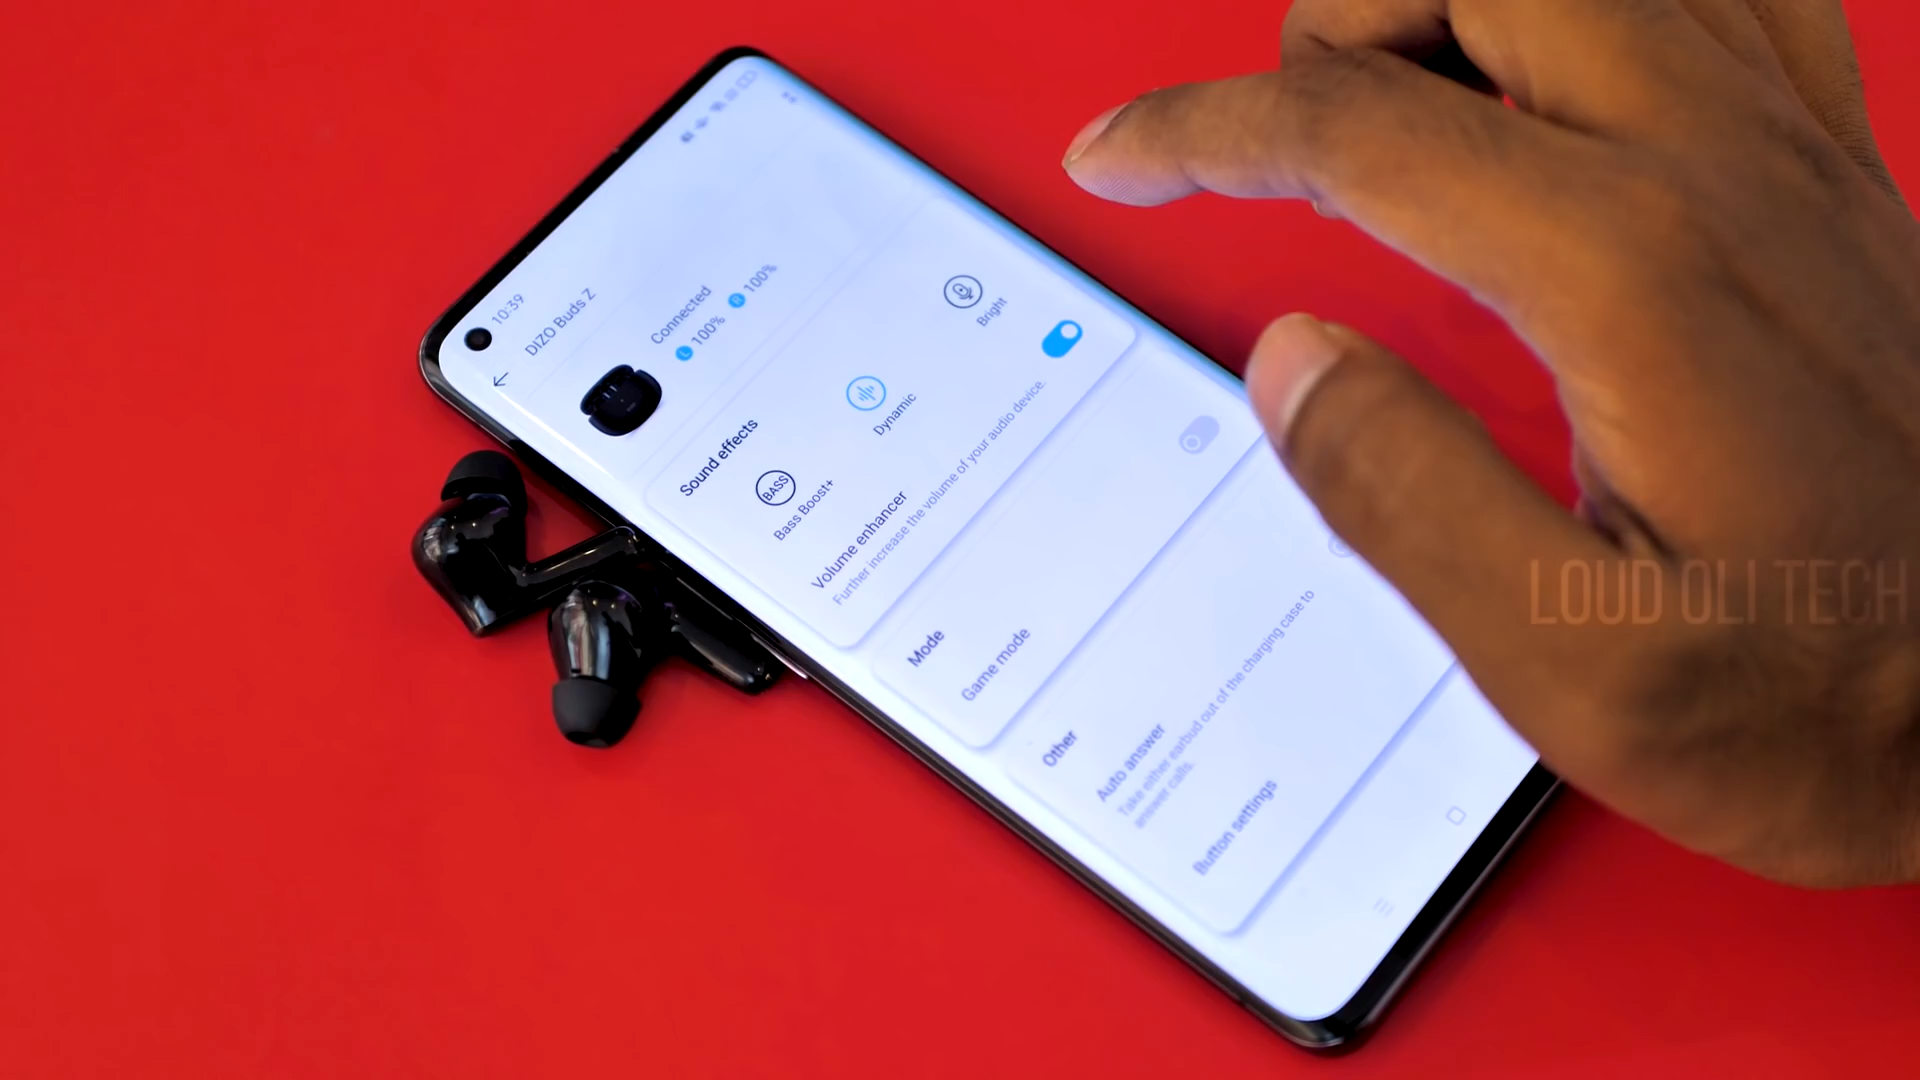 10:39
DIZO Buds Z
Connected
L 100% R 100%
Sound effects
BASS
Bass Boost+
Dynamic
Bright
Volume enhancer
Further increase the volume of your audio device.
Mode
Game mode
Other
Auto answer
Take either earbud out of the charging case to
answer calls.
Button settings
LOUD OLI TECH